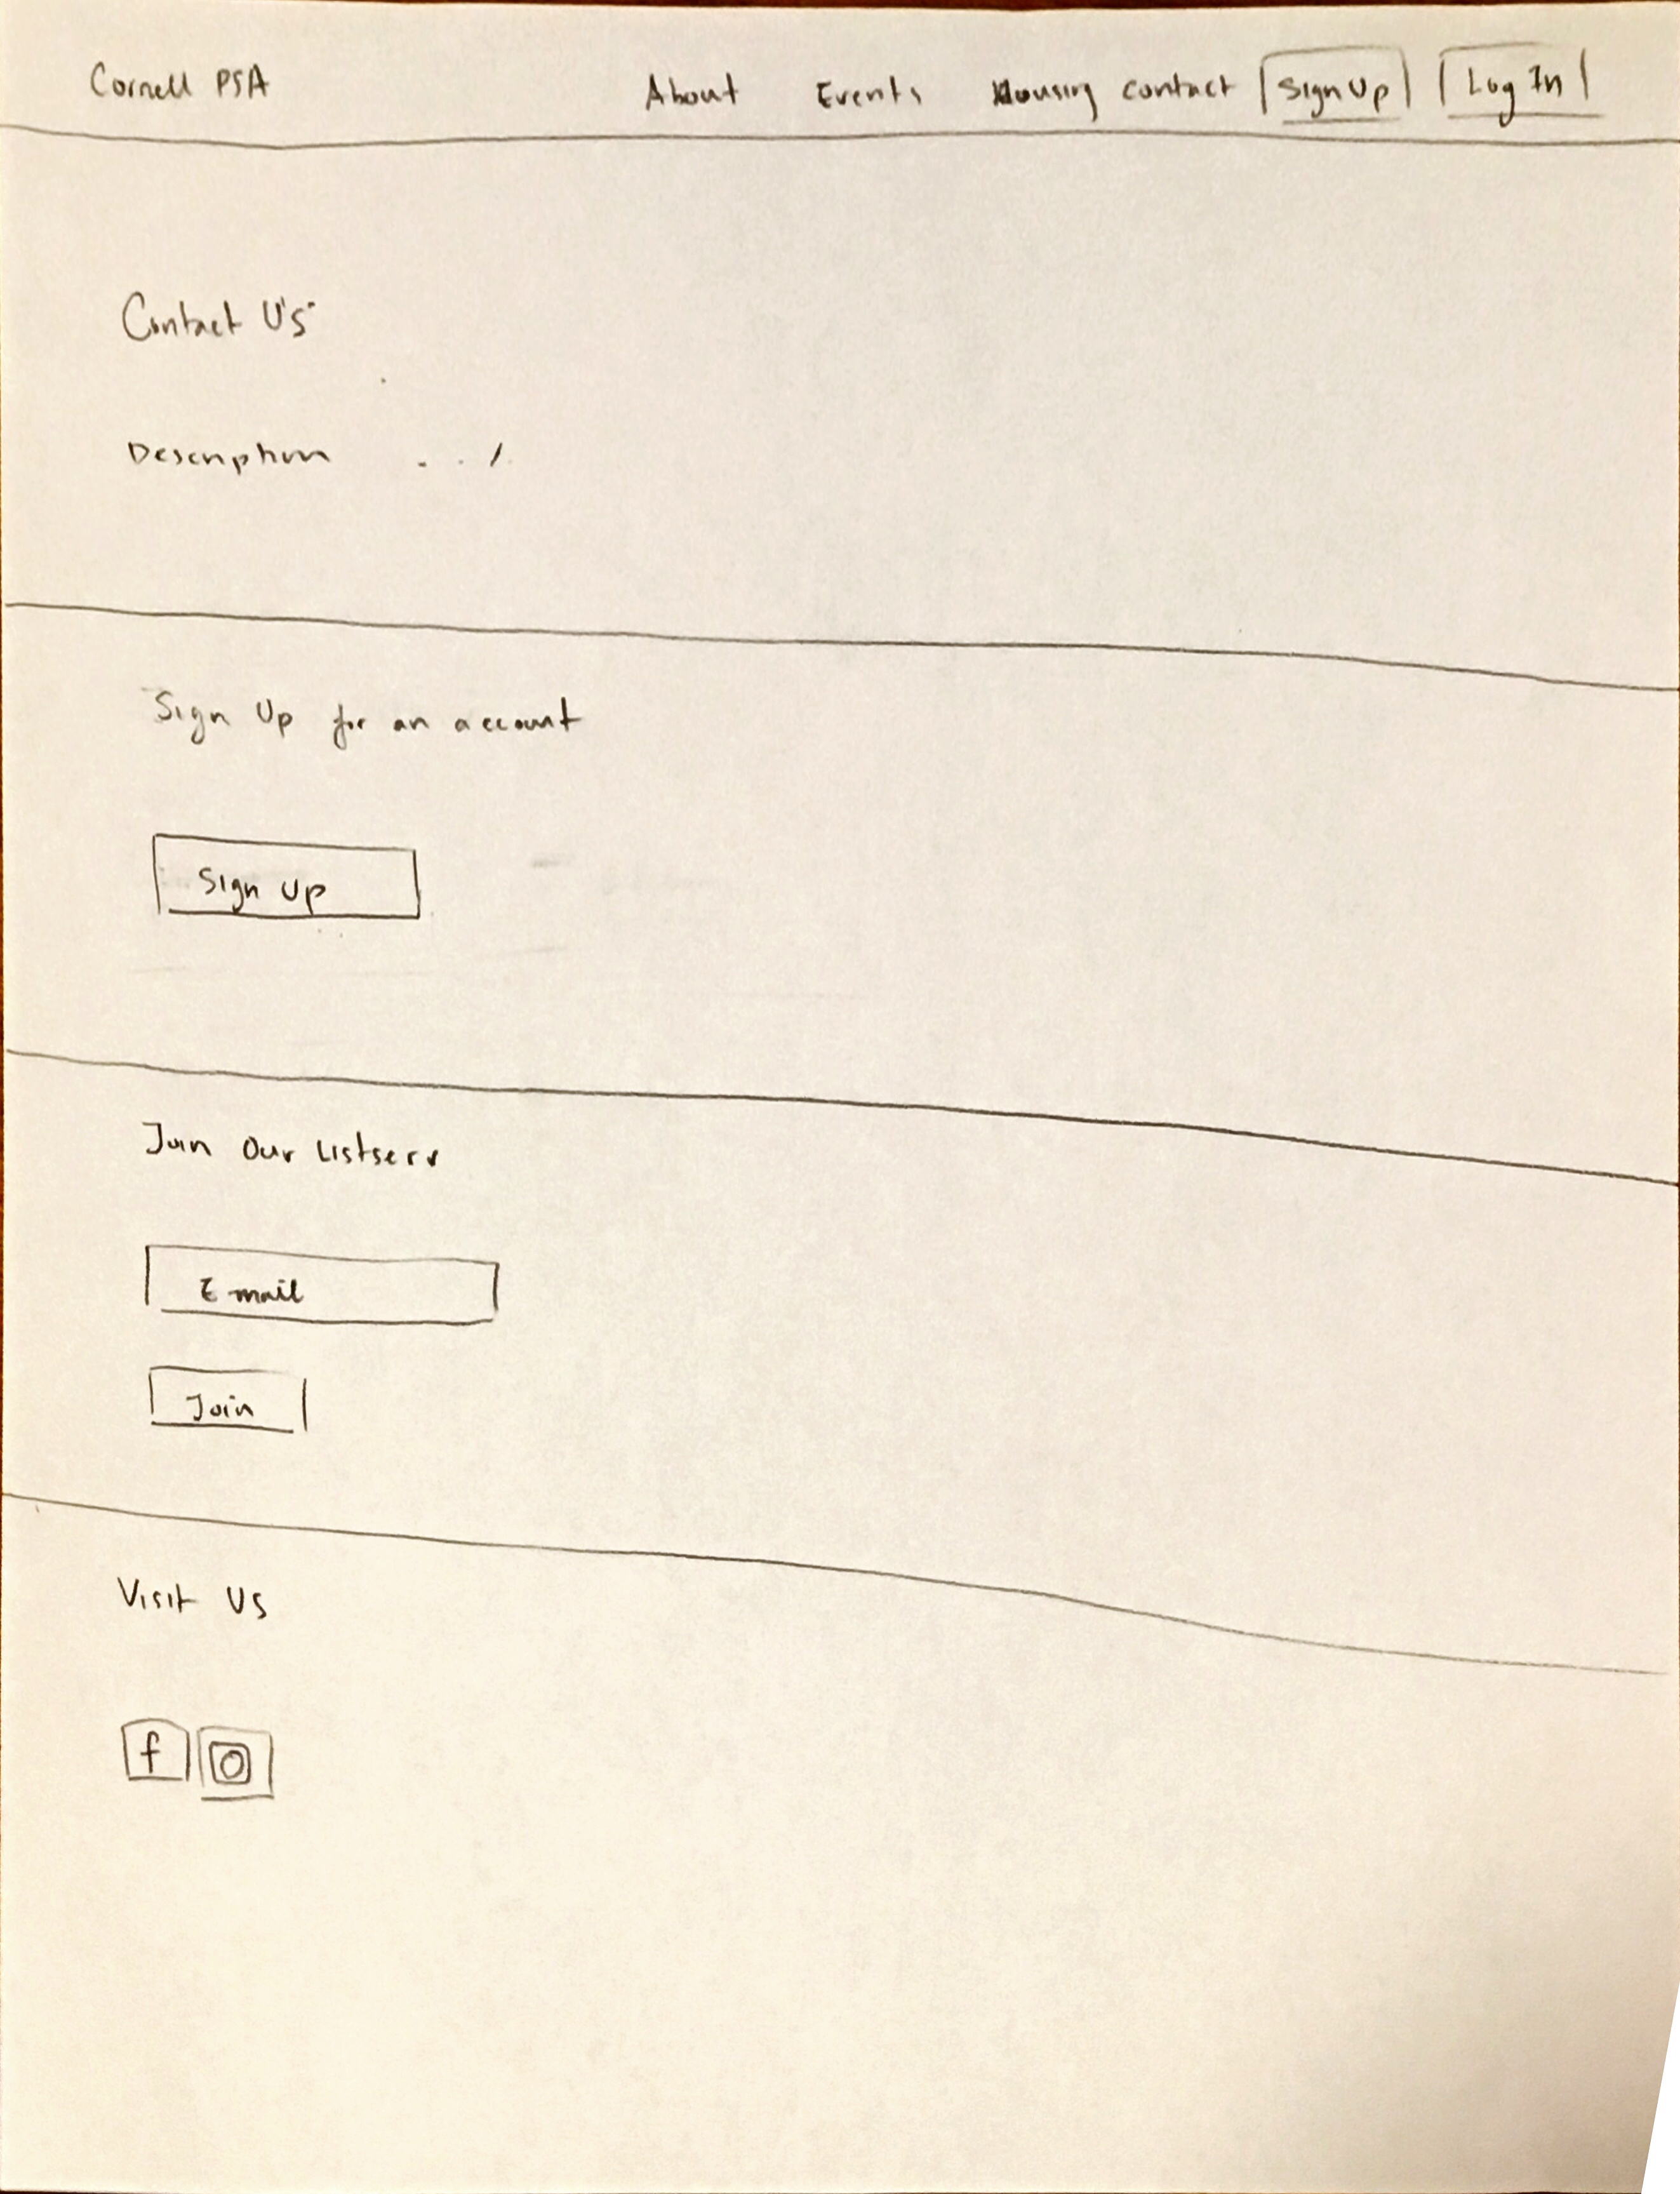 Cornell PSA About Events Housing Contact Sign Up Log In
Contact Us
Description . . .
Sign Up for an account
Sign Up
Join Our Listserv
E-mail
Join
Visit Us
f